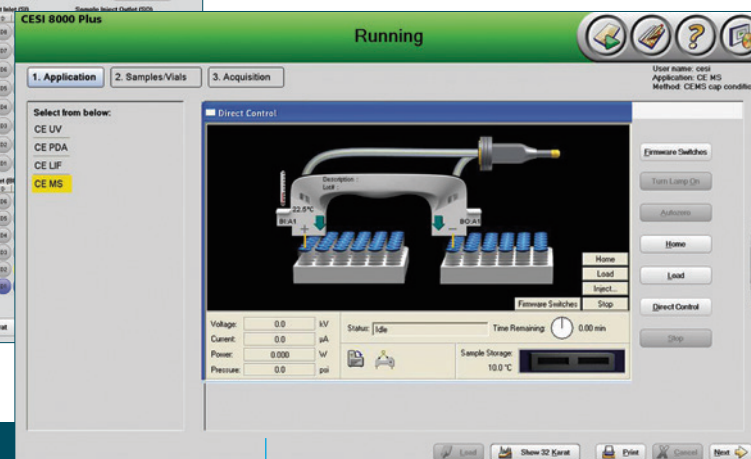 Sample Inject Outlet (SO)
CESI 8000 Plus
Running
User name: cesi
Application: CE MS
Method: CEMS cap conditio
1. Application
2. Samples/Vials
3. Acquisition
Select from below:
CE UV
CE PDA
CE LIF
CE MS
Direct Control
Description :
Lot# :
22.5°C
BI:A1
BO:A1
+
−
Home
Load
Inject...
Firmware Switches
Stop
Voltage: 0.0 kV
Current: 0.0 µA
Power: 0.000 W
Pressure: 0.0 psi
Status: Idle
Time Remaining: 0.00 min
Sample Storage:
10.0 °C
Firmware Switches
Turn Lamp On
Autozero
Home
Load
Direct Control
Stop
Load
Show 32 Karat
Print
Cancel
Next